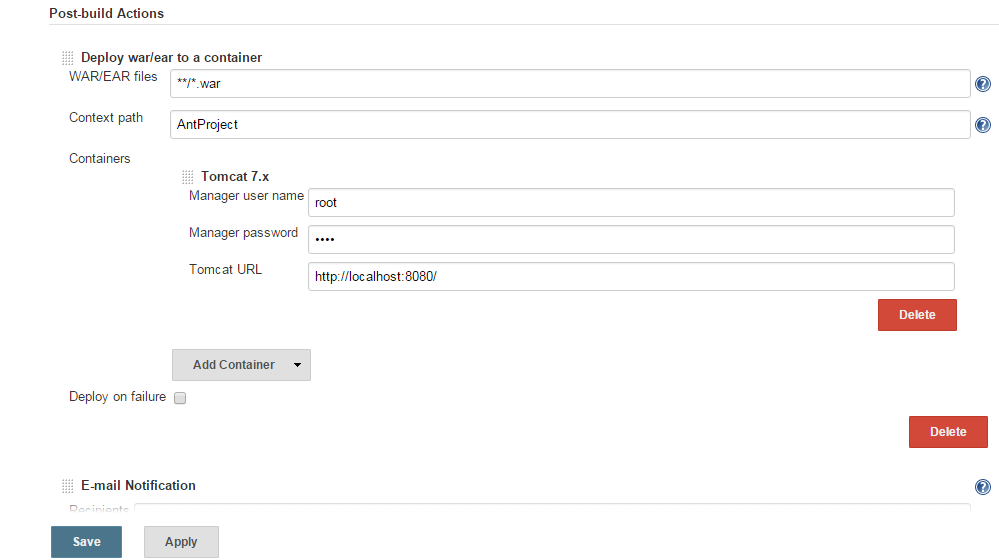 Post-build Actions
Deploy war/ear to a container
WAR/EAR files **/*.war
Context path AntProject
Containers
Tomcat 7.x
Manager user name root
Manager password ••••
Tomcat URL http://localhost:8080/
Delete
Add Container
Deploy on failure
Delete
E-mail Notification
Recipients
Save Apply